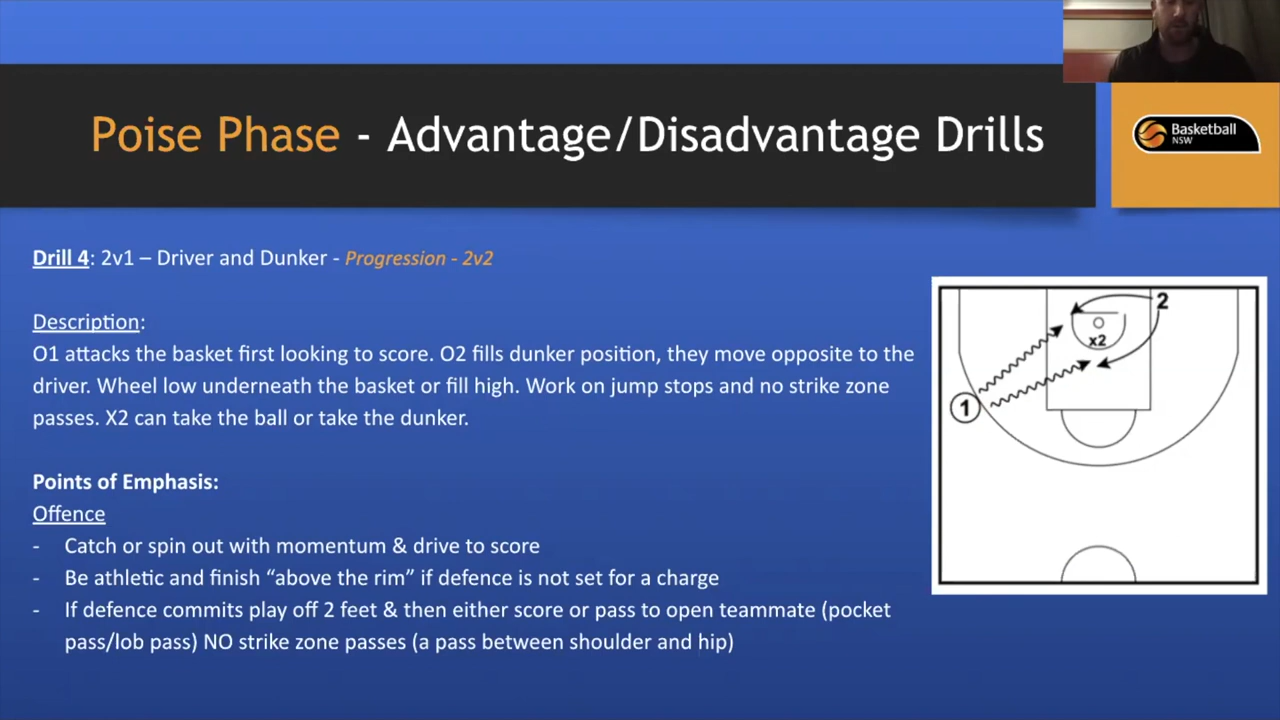 Poise Phase - Advantage/Disadvantage Drills
Basketball
NSW
Drill 4: 2v1 – Driver and Dunker - Progression - 2v2
Description:
O1 attacks the basket first looking to score. O2 fills dunker position, they move opposite to the
driver. Wheel low underneath the basket or fill high. Work on jump stops and no strike zone
passes. X2 can take the ball or take the dunker.
Points of Emphasis:
Offence
- Catch or spin out with momentum & drive to score
- Be athletic and finish “above the rim” if defence is not set for a charge
- If defence commits play off 2 feet & then either score or pass to open teammate (pocket
pass/lob pass) NO strike zone passes (a pass between shoulder and hip)
2
x2
1